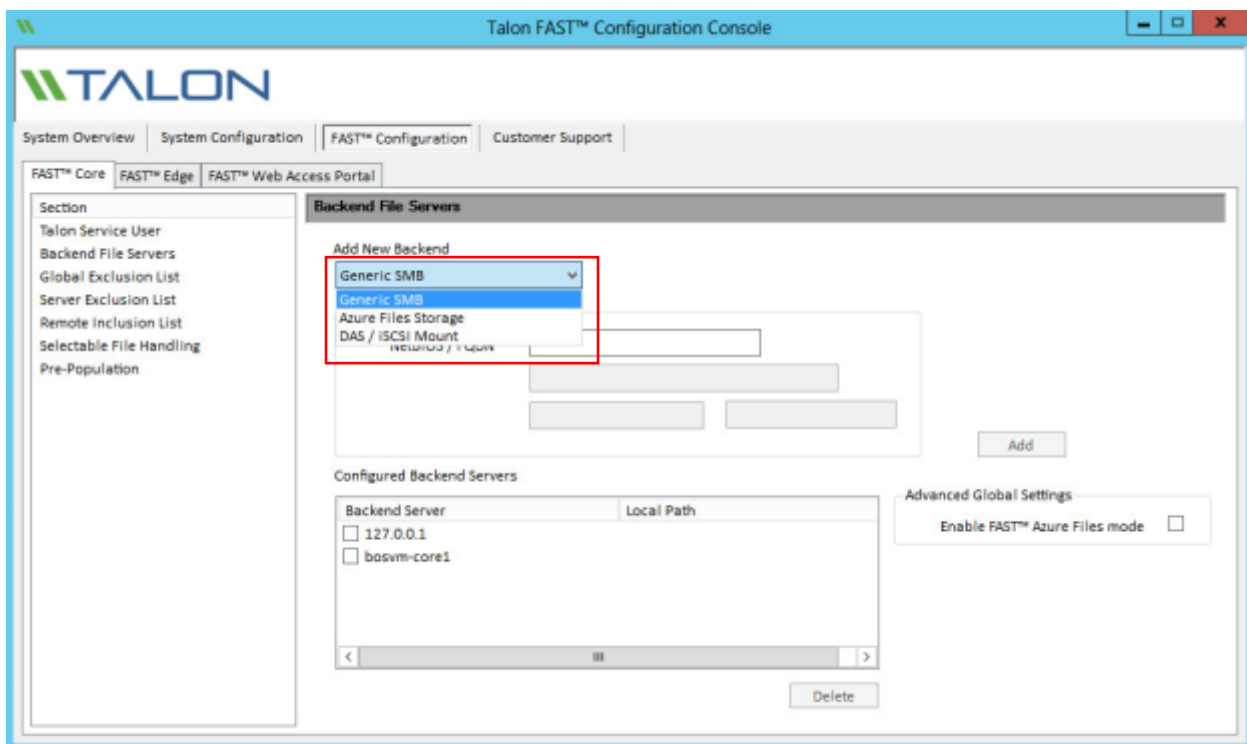 Talon FAST™ Configuration Console
TALON
System Overview System Configuration FAST™ Configuration Customer Support
FAST™ Core FAST™ Edge FAST™ Web Access Portal
Section
Talon Service User
Backend File Servers
Global Exclusion List
Server Exclusion List
Remote Inclusion List
Selectable File Handling
Pre-Population
Backend File Servers
Add New Backend
Generic SMB
Generic SMB
Azure Files Storage
DAS / iSCSI Mount
NetBIOS / FQDN
Add
Configured Backend Servers
Backend Server Local Path
127.0.0.1
bosvm-core1
Delete
Advanced Global Settings
Enable FAST™ Azure Files mode